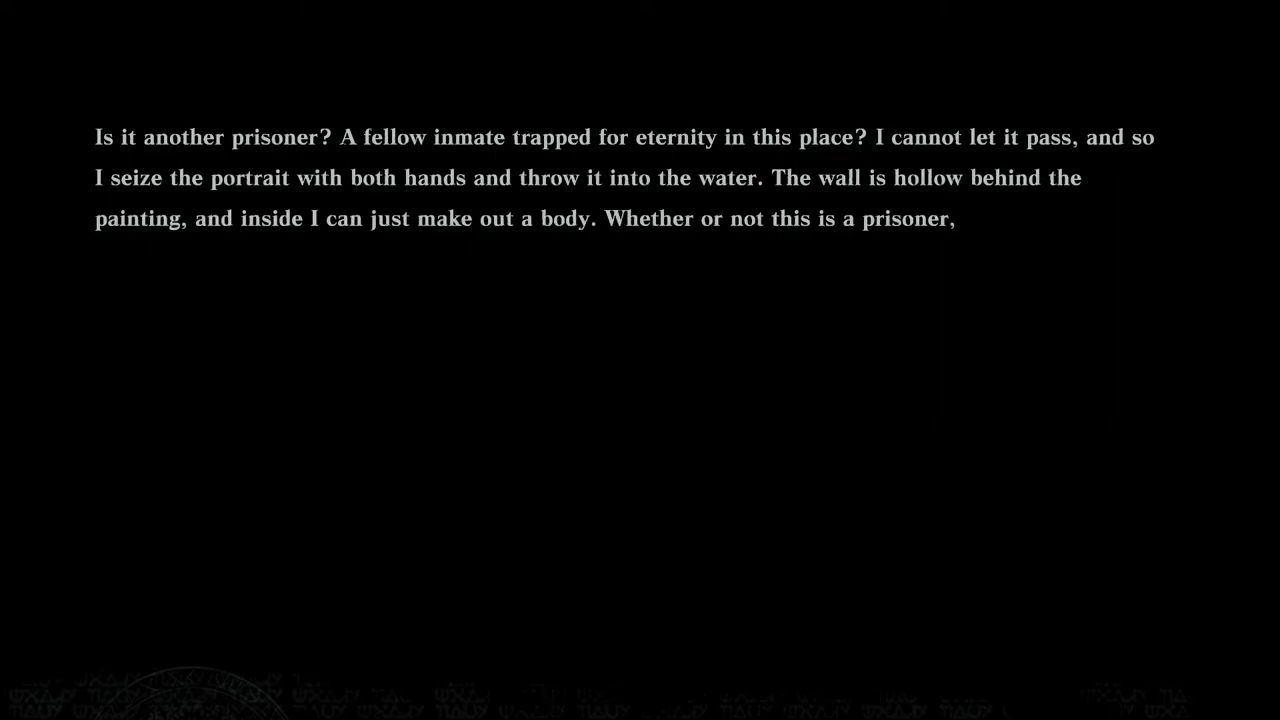 Is it another prisoner? A fellow inmate trapped for eternity in this place? I cannot let it pass, and so
I seize the portrait with both hands and throw it into the water. The wall is hollow behind the
painting, and inside I can just make out a body. Whether or not this is a prisoner,